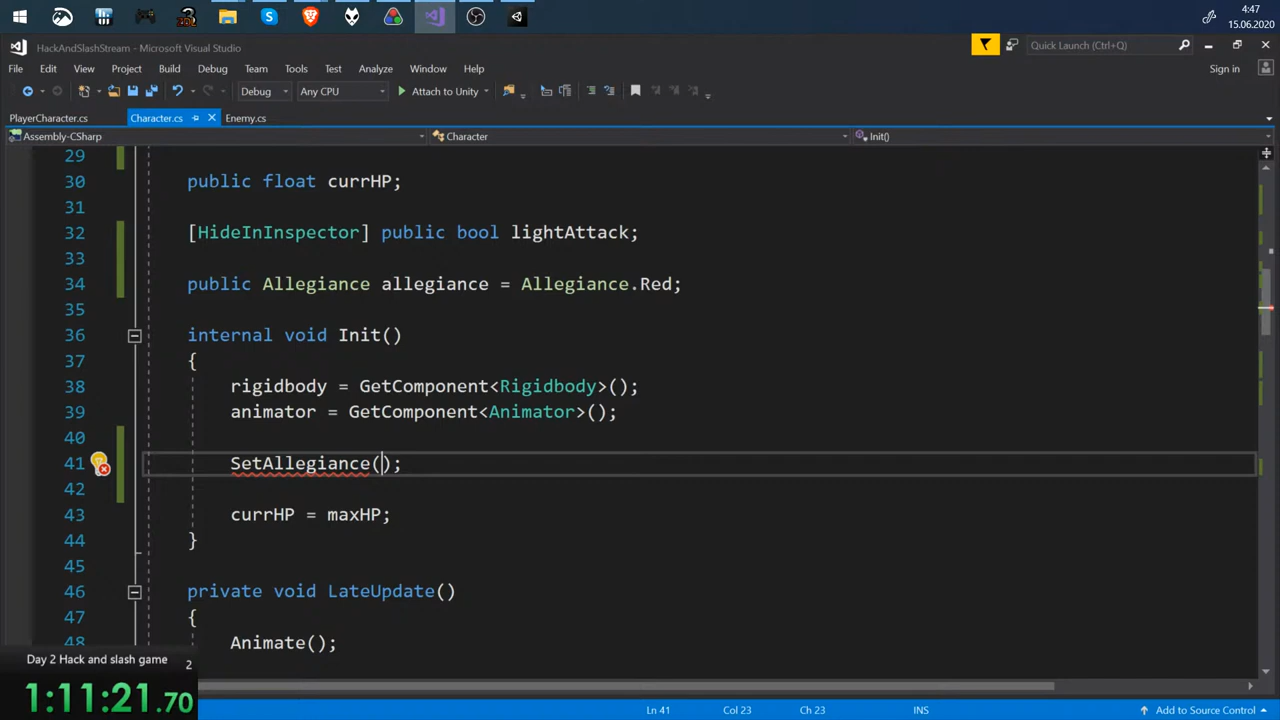 4:47
15.06.2020
HackAndSlashStream - Microsoft Visual Studio
Quick Launch (Ctrl+Q)
File Edit View Project Build Debug Team Tools Test Analyze Window Help
Sign in
Debug Any CPU Attach to Unity
PlayerCharacter.cs Character.cs Enemy.cs
Assembly-CSharp Character Init()
29
30 public float currHP;
31
32 [HideInInspector] public bool lightAttack;
33
34 public Allegiance allegiance = Allegiance.Red;
35
36 internal void Init()
37 {
38 rigidbody = GetComponent<Rigidbody>();
39 animator = GetComponent<Animator>();
40
41 SetAllegiance();
42
43 currHP = maxHP;
44 }
45
46 private void LateUpdate()
47 {
48 Animate();
Day 2 Hack and slash game 2
1:11:21.70
Ln 41 Col 23 Ch 23 INS Add to Source Control